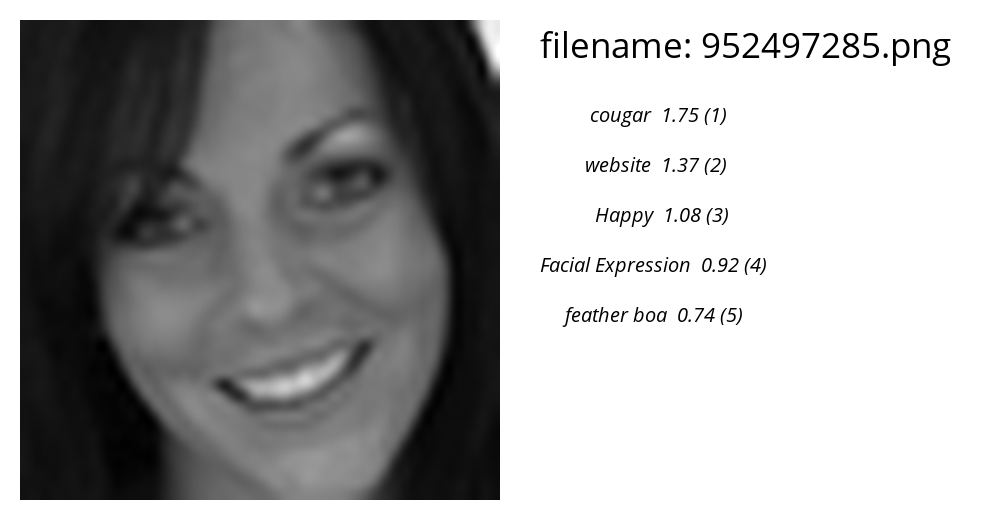 filename: 952497285.png
cougar 1.75 (1)
website 1.37 (2)
Happy 1.08 (3)
Facial Expression 0.92 (4)
feather boa 0.74 (5)